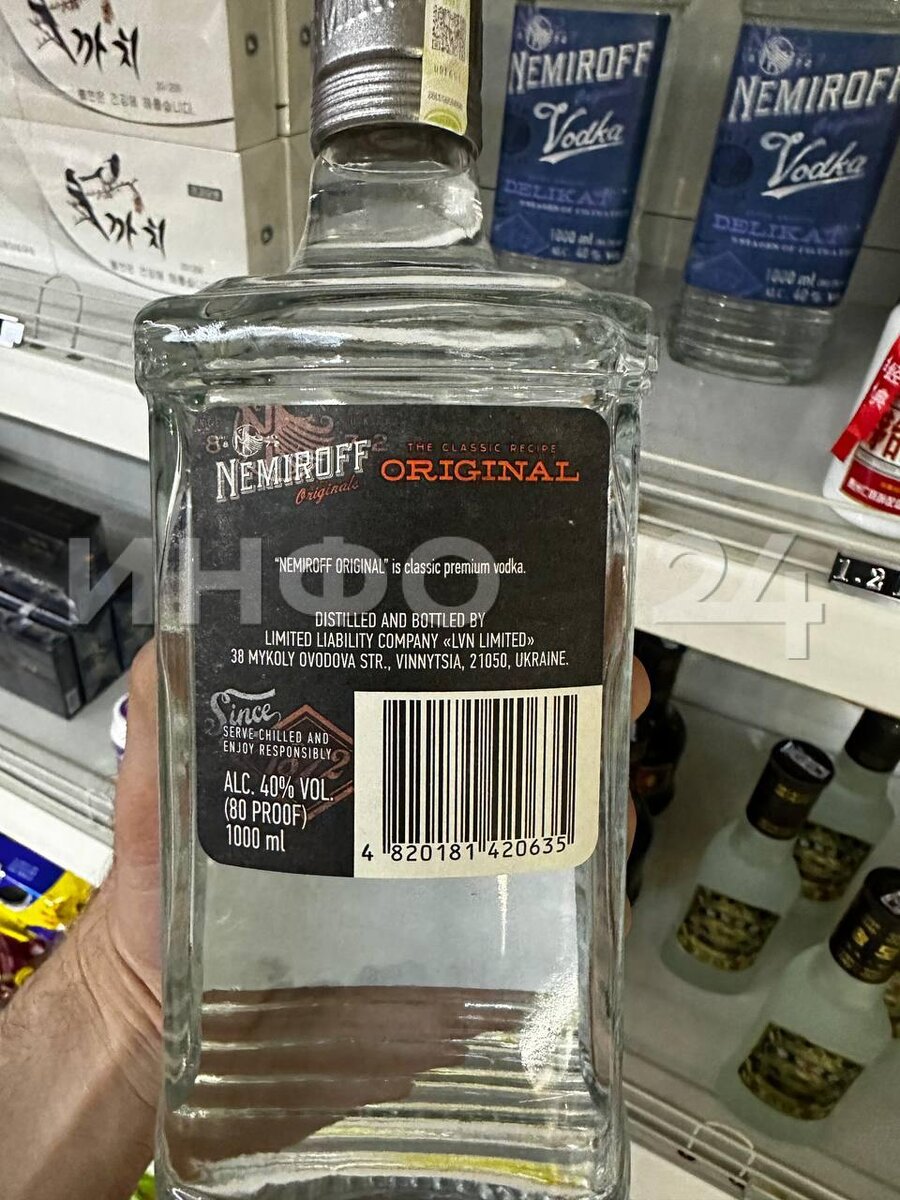 까치
NEMIROFF
Vodka
DELIKAT
1000 ml
NEMIROFF
Vodka
DELIKAT
1000 ml
ALC. 40 %
까치
NEMIROFF
Originals
THE CLASSIC RECIPE
ORIGINAL
"NEMIROFF ORIGINAL" is classic premium vodka.
ИНФО 24
DISTILLED AND BOTTLED BY
LIMITED LIABILITY COMPANY «LVN LIMITED»
38 MYKOLY OVODOVA STR., VINNYTSIA, 21050, UKRAINE.
Since
SERVE CHILLED AND
ENJOY RESPONSIBLY
ALC. 40% VOL.
(80 PROOF)
1000 ml
4 820181 420635